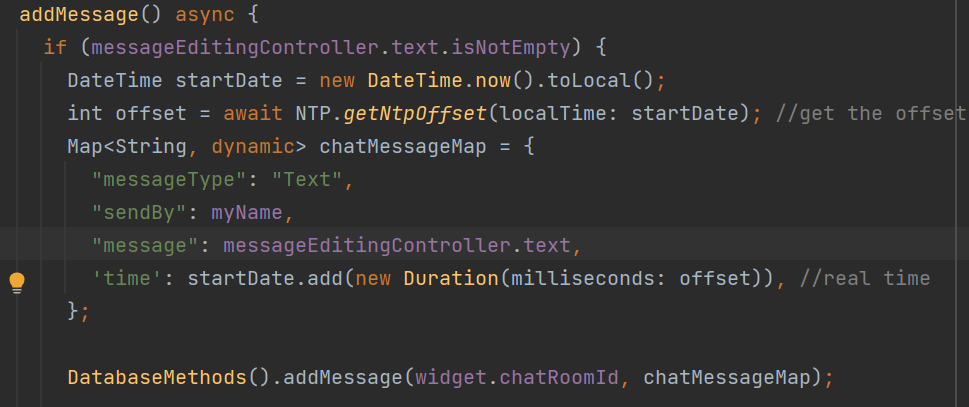 addMessage() async {
if (messageEditingController.text.isNotEmpty) {
DateTime startDate = new DateTime.now().toLocal();
int offset = await NTP.getNtpOffset(localTime: startDate); //get the offset
Map<String, dynamic> chatMessageMap = {
"messageType": "Text",
"sendBy": myName,
"message": messageEditingController.text,
'time': startDate.add(new Duration(milliseconds: offset)), //real time
};
DatabaseMethods().addMessage(widget.chatRoomId, chatMessageMap);